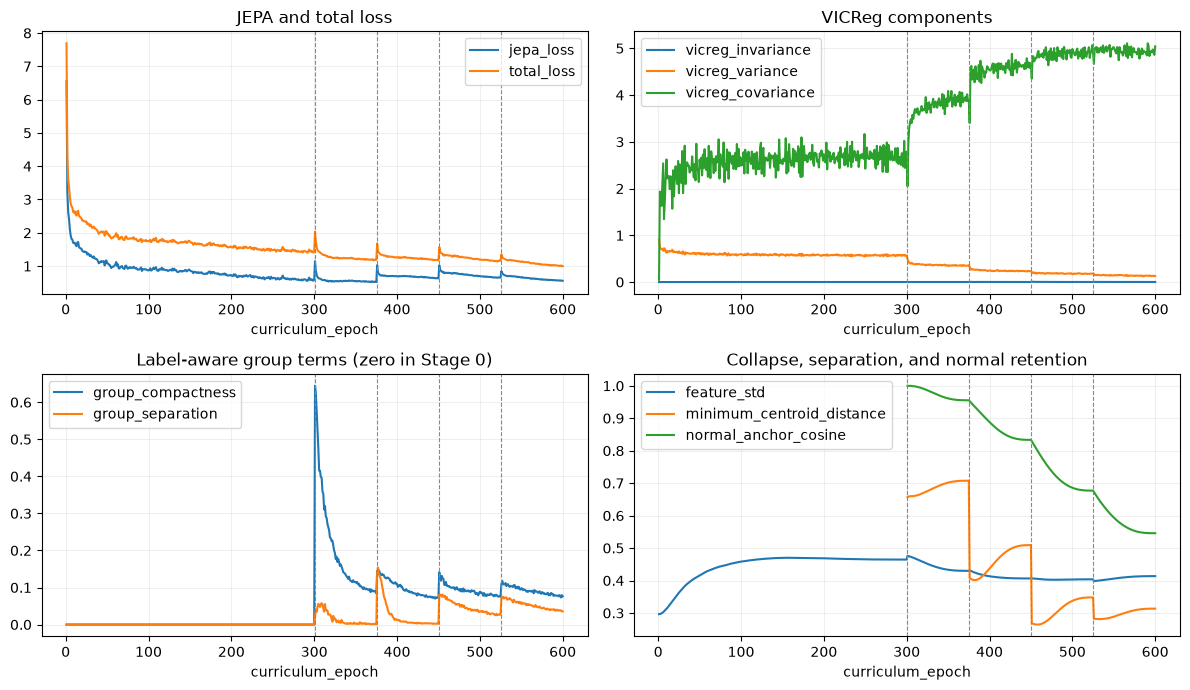 JEPA and total loss
8
7
6
5
4
3
2
1
jepa_loss
total_loss
0 100 200 300 400 500 600
curriculum_epoch
VICReg components
5
4
3
2
1
0
vicreg_invariance
vicreg_variance
vicreg_covariance
0 100 200 300 400 500 600
curriculum_epoch
Label-aware group terms (zero in Stage 0)
0.6
0.5
0.4
0.3
0.2
0.1
0.0
group_compactness
group_separation
0 100 200 300 400 500 600
curriculum_epoch
Collapse, separation, and normal retention
1.0
0.9
0.8
0.7
0.6
0.5
0.4
0.3
feature_std
minimum_centroid_distance
normal_anchor_cosine
0 100 200 300 400 500 600
curriculum_epoch